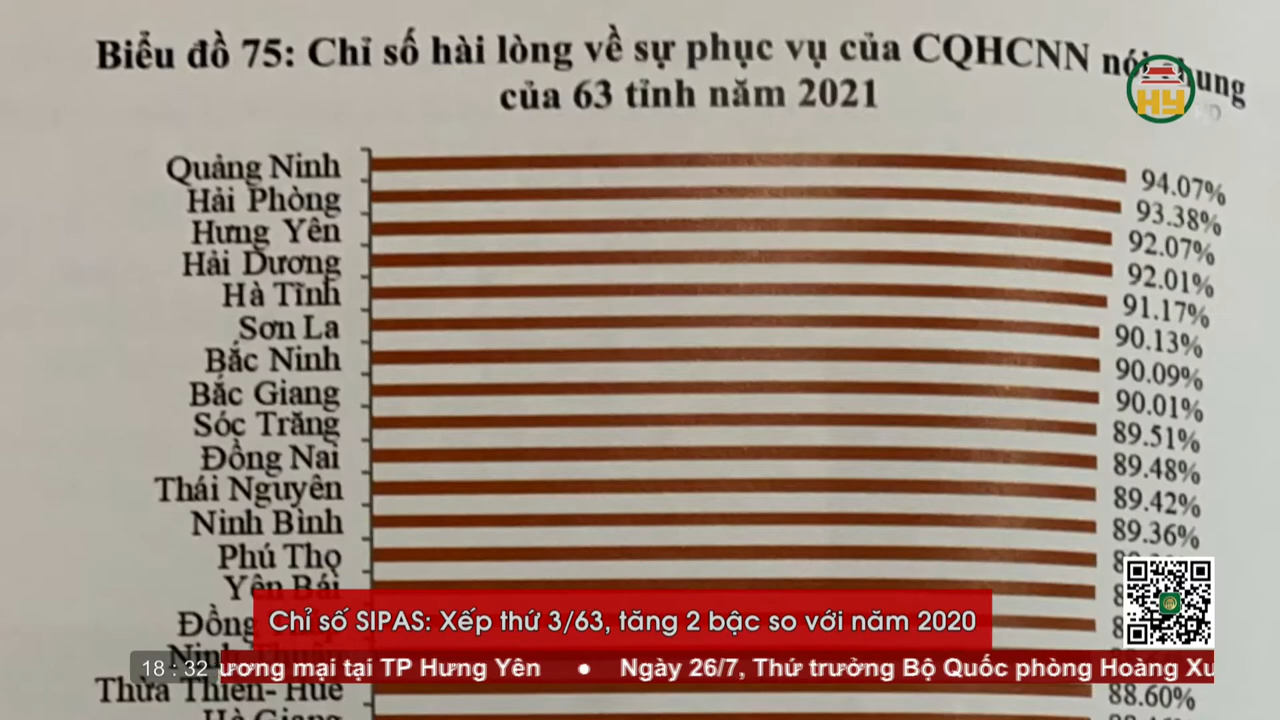 Biểu đồ 75: Chỉ số hài lòng về sự phục vụ của CQHCNN
của 63 tỉnh năm 2021
HY
Quảng Ninh 94.07%
Hải Phòng 93.38%
Hưng Yên 92.07%
Hải Dương 92.01%
Hà Tĩnh 91.17%
Sơn La 90.13%
Bắc Ninh 90.09%
Bắc Giang 90.01%
Sóc Trăng 89.51%
Đồng Nai 89.48%
Thái Nguyên 89.42%
Ninh Bình 89.36%
Phú Thọ
Yên Bái
Đồng
Chỉ số SIPAS: Xếp thứ 3/63, tăng 2 bậc so với năm 2020
18 : 32 ương mại tại TP Hưng Yên • Ngày 26/7, Thứ trưởng Bộ Quốc phòng Hoàng
Thừa Thiên- Huế 88.60%